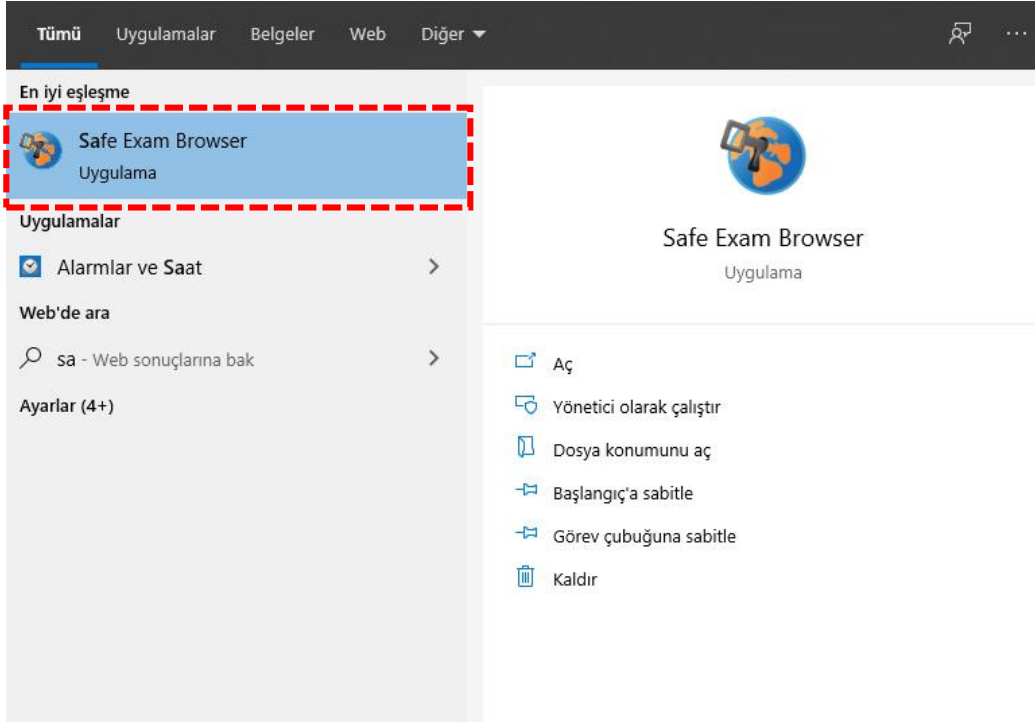 Tümü Uygulamalar Belgeler Web Diğer
En iyi eşleşme
Safe Exam Browser
Uygulama
Uygulamalar
Alarmlar ve Saat
Web'de ara
sa - Web sonuçlarına bak
Ayarlar (4+)
Safe Exam Browser
Uygulama
Aç
Yönetici olarak çalıştır
Dosya konumunu aç
Başlangıç'a sabitle
Görev çubuğuna sabitle
Kaldır